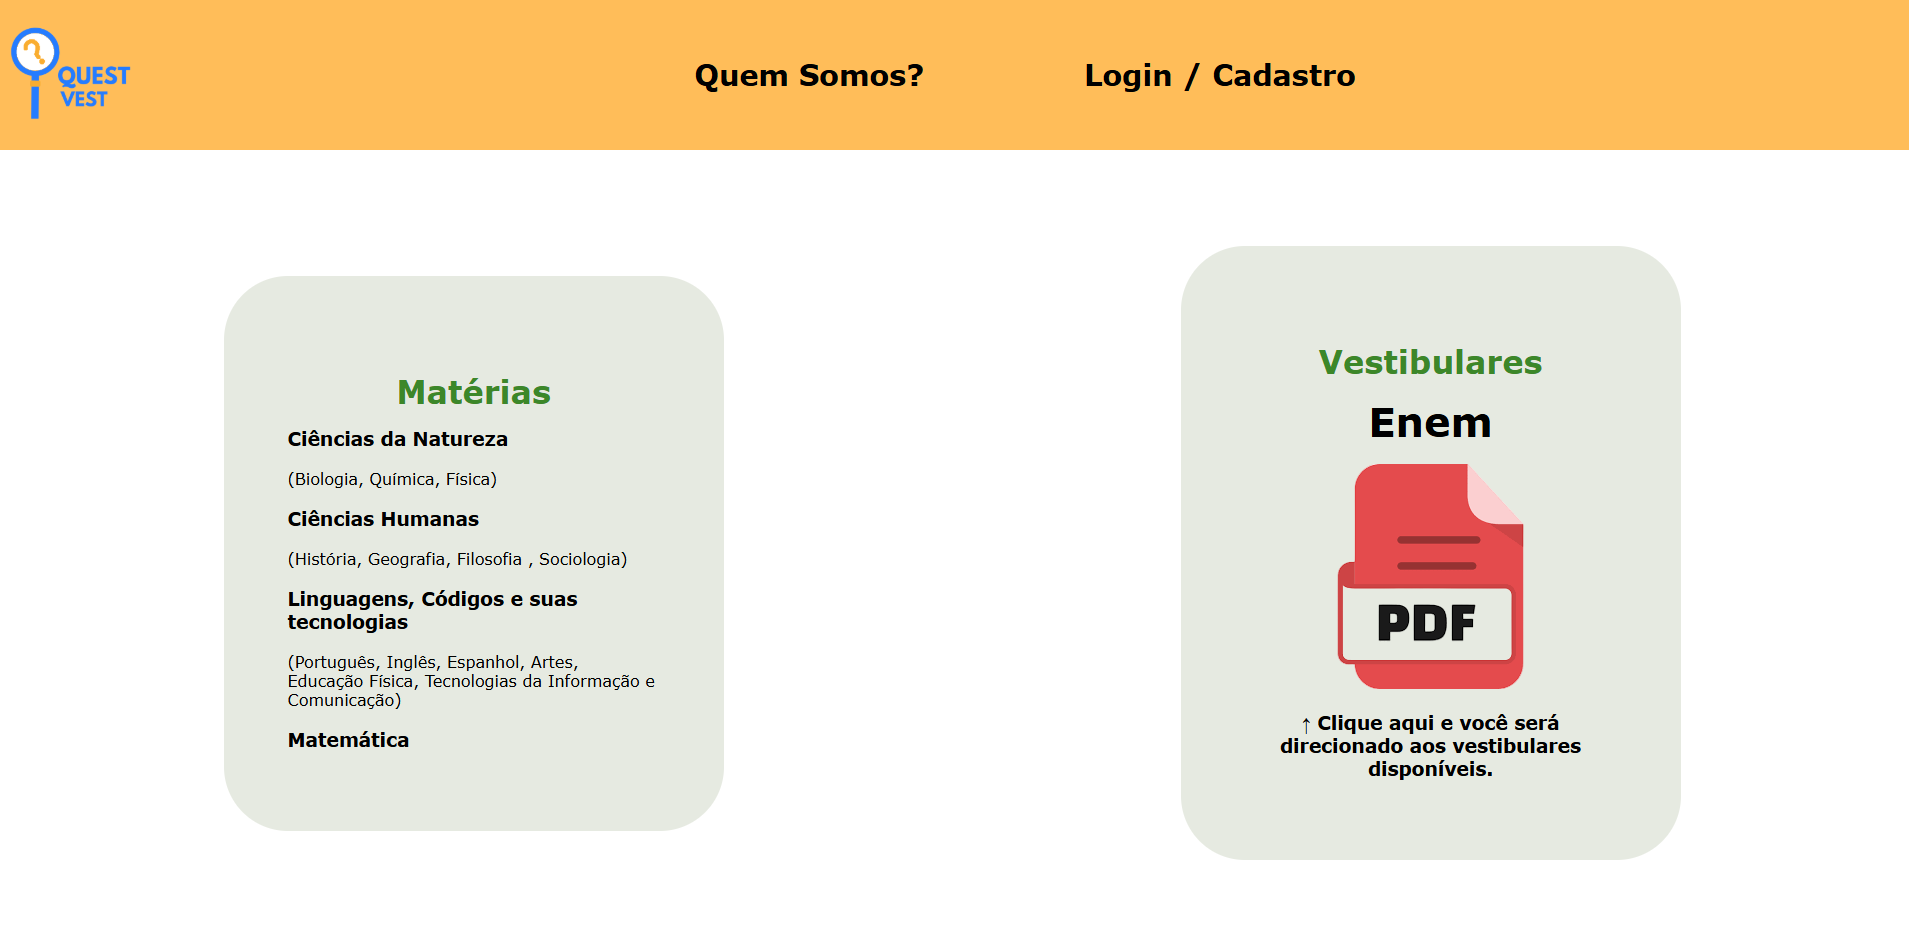 QUEST
VEST
Quem Somos?
Login / Cadastro
Matérias
Ciências da Natureza
(Biologia, Química, Física)
Ciências Humanas
(História, Geografia, Filosofia , Sociologia)
Linguagens, Códigos e suas
tecnologias
(Português, Inglês, Espanhol, Artes,
Educação Física, Tecnologias da Informação e
Comunicação)
Matemática
Vestibulares
Enem
PDF
↑ Clique aqui e você será
direcionado aos vestibulares
disponíveis.